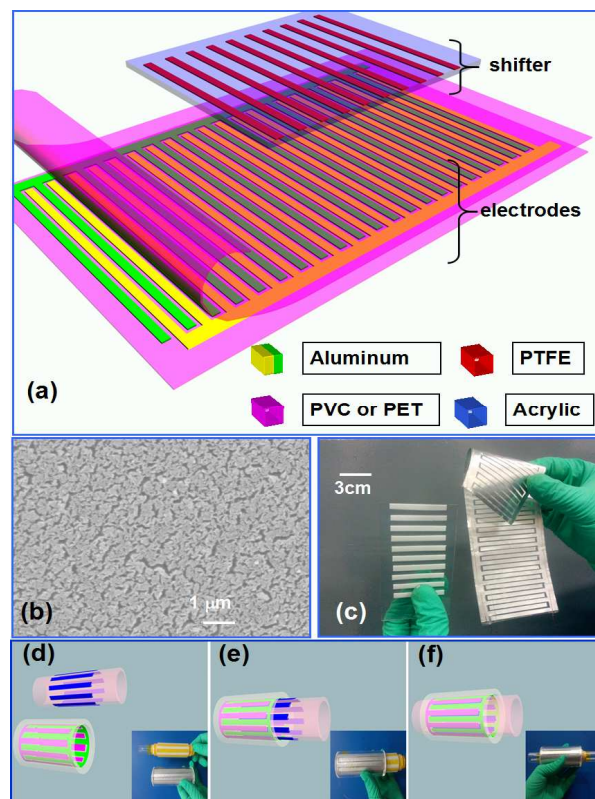 shifter
electrodes
Aluminum
PTFE
(a)
PVC or PET
Acrylic
(b)
1 μm
3cm
(c)
(d)
(e)
(f)